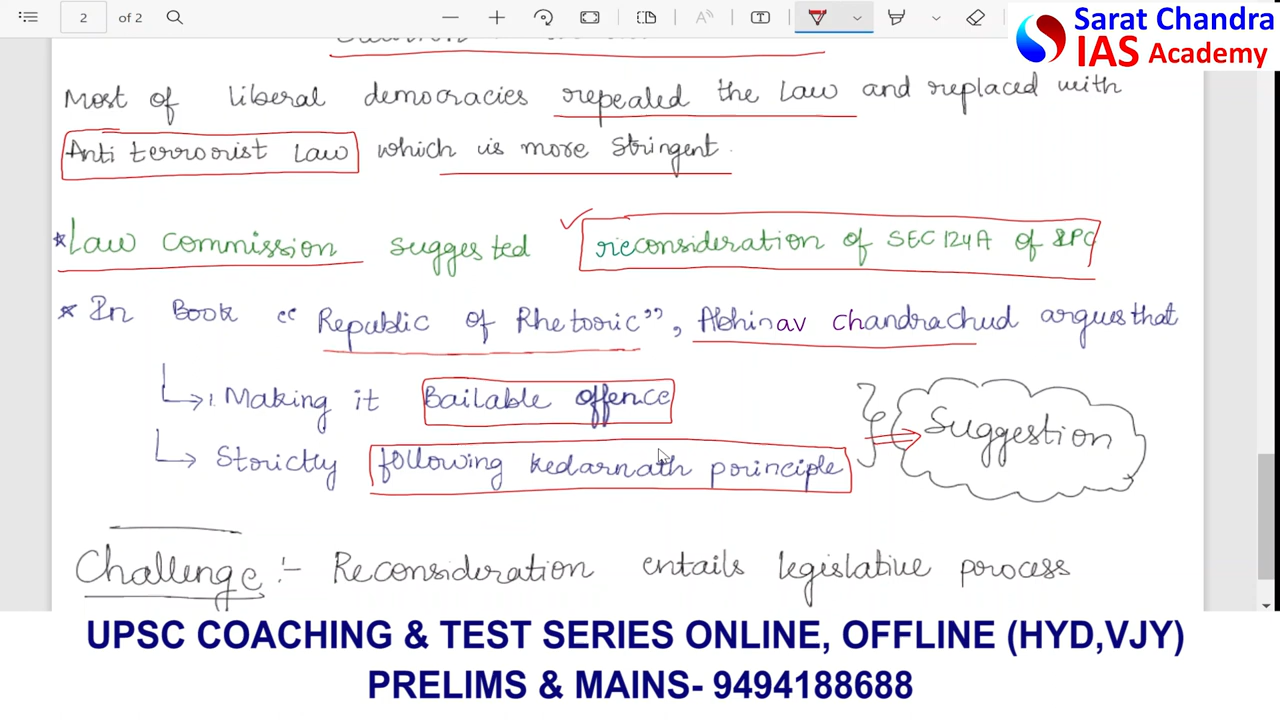 2 of 2
Sarat Chandra
IAS Academy
Most of liberal democracies repealed the law and replaced with
Anti terrorist Law which is more stringent.
*Law commission suggested reconsideration of SEC 124A of IPC
* In Book "Republic of Rhetoric", Abhinav Chandrachud argues that
1. Making it Bailable offence
Strictly following kedarnath principle
Suggestion
Challenge :- Reconsideration entails legislative process
UPSC COACHING & TEST SERIES ONLINE, OFFLINE (HYD,VJY)
PRELIMS & MAINS- 9494188688